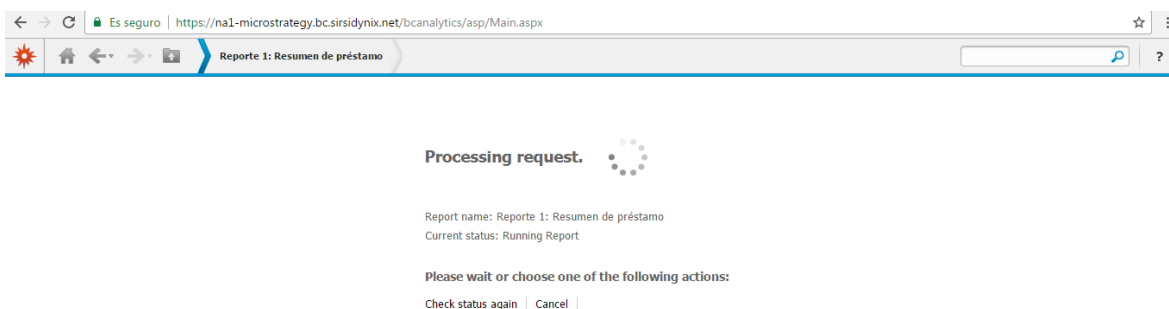 Es seguro | https://na1-microstrategy.bc.sirsidynix.net/bcanalytics/asp/Main.aspx
Reporte 1: Resumen de préstamo
?
Processing request.
Report name: Reporte 1: Resumen de préstamo
Current status: Running Report
Please wait or choose one of the following actions:
Check status again | Cancel |